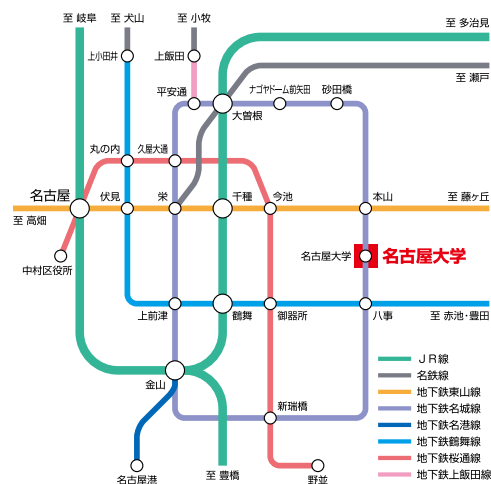 至 岐阜
至 犬山
至 小牧
至 多治見
上小田井
上飯田
至 瀬戸
平安通
ナゴヤドーム前矢田
砂田橋
大曽根
丸の内
久屋大通
名古屋
伏見
栄
千種
今池
本山
至 藤ヶ丘
至 高畑
名古屋大学
名古屋大学
中村区役所
上前津
鶴舞
御器所
八事
至 赤池・豊田
金山
新瑞橋
名古屋港
至 豊橋
野並
JR線
名鉄線
地下鉄東山線
地下鉄名城線
地下鉄名港線
地下鉄鶴舞線
地下鉄桜通線
地下鉄上飯田線